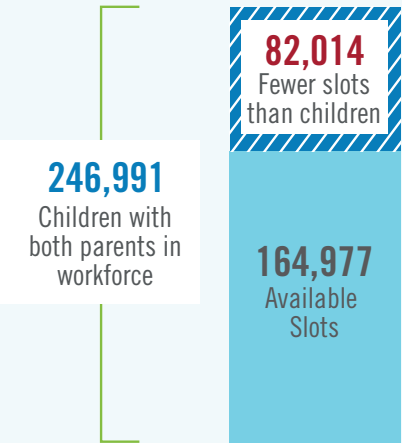 82,014
Fewer slots
than children
246,991
Children with
both parents in
workforce
164,977
Available
Slots